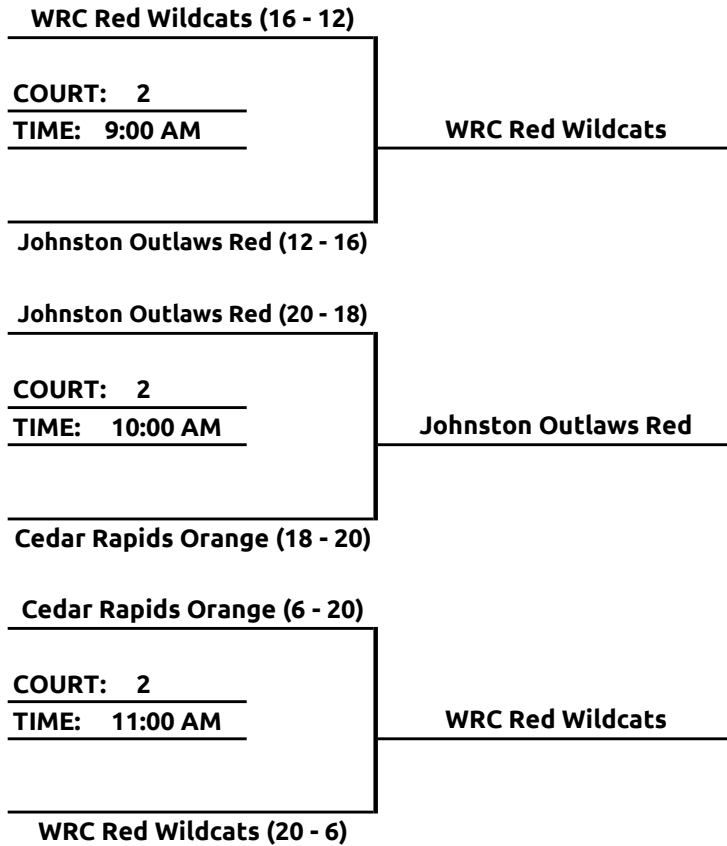 WRC Red Wildcats (16 - 12)
COURT: 2
TIME: 9:00 AM
WRC Red Wildcats
Johnston Outlaws Red (12 - 16)
Johnston Outlaws Red (20 - 18)
COURT: 2
TIME: 10:00 AM
Johnston Outlaws Red
Cedar Rapids Orange (18 - 20)
Cedar Rapids Orange (6 - 20)
COURT: 2
TIME: 11:00 AM
WRC Red Wildcats
WRC Red Wildcats (20 - 6)